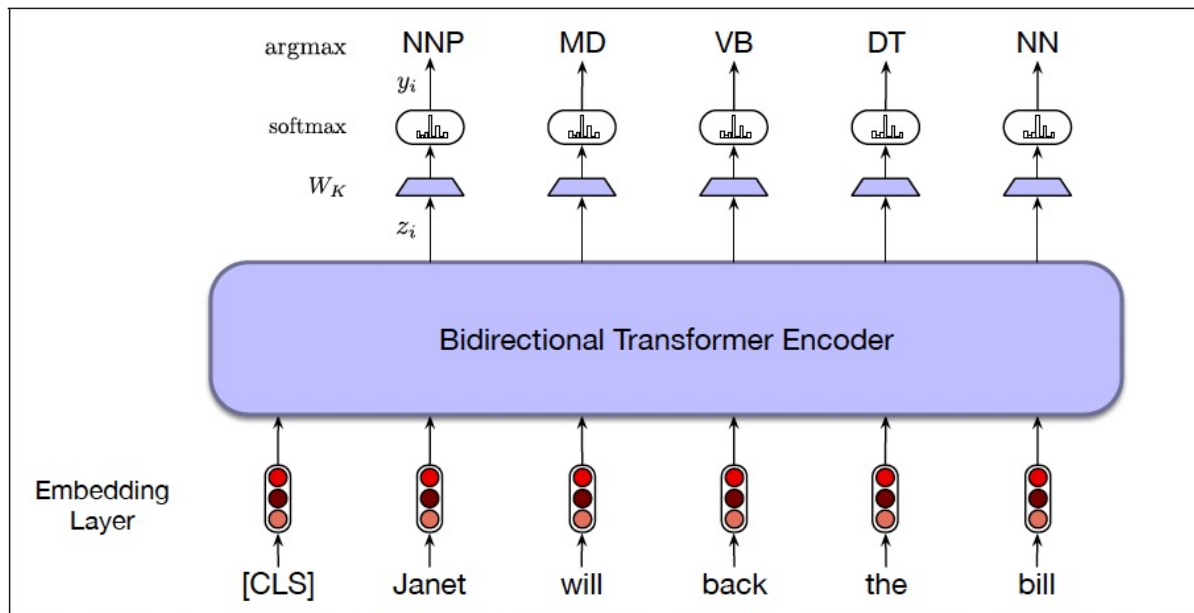 argmax NNP MD VB DT NN
y_i
softmax
W_K
z_i
Bidirectional Transformer Encoder
Embedding
Layer
[CLS] Janet will back the bill